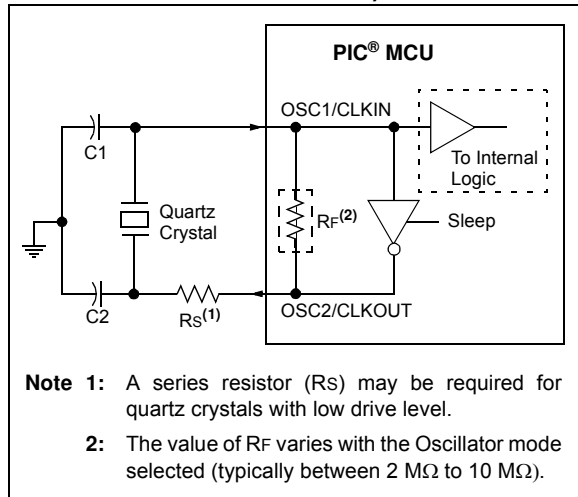 PIC® MCU
OSC1/CLKIN
C1
To Internal
Logic
Quartz
Crystal
RF(2)
Sleep
C2
RS(1)
OSC2/CLKOUT
Note 1: A series resistor (RS) may be required for
quartz crystals with low drive level.
2: The value of RF varies with the Oscillator mode
selected (typically between 2 MΩ to 10 MΩ).